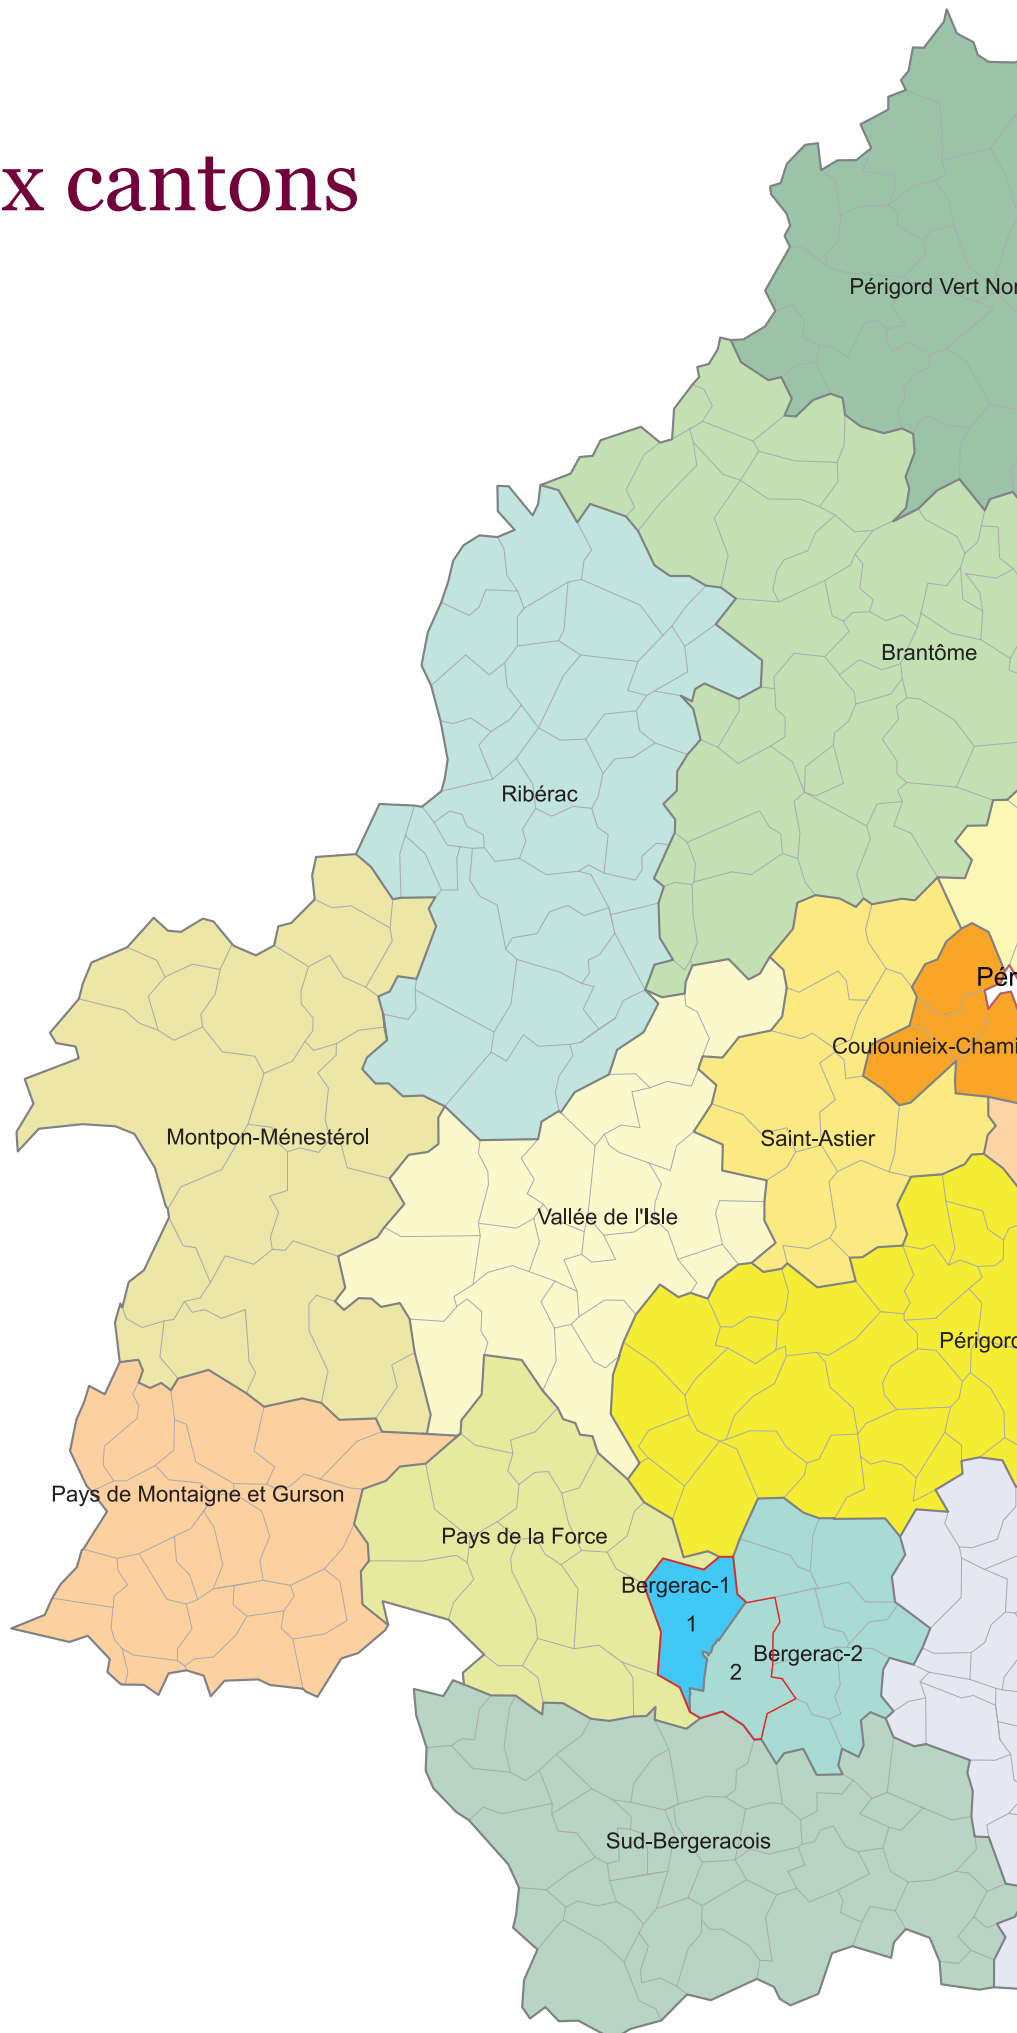 x cantons
Périgord Vert Nor
Brantôme
Ribérac
Pér
Coulounieix-Chami
Montpon-Ménestérol
Saint-Astier
Vallée de l'Isle
Périgord
Pays de Montaigne et Gurson
Pays de la Force
Bergerac-1
1
Bergerac-2
2
Sud-Bergeracois